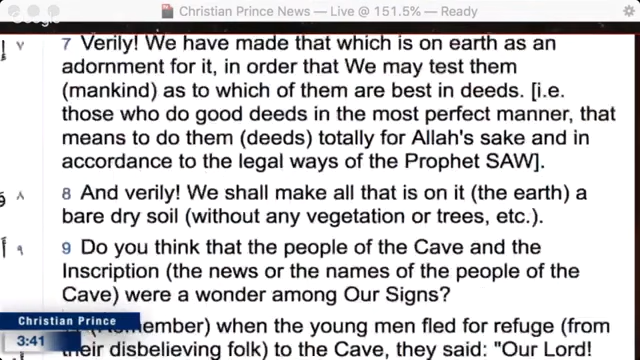 Christian Prince News — Live @ 151.5% — Ready
7 Verily! We have made that which is on earth as an
adornment for it, in order that We may test them
(mankind) as to which of them are best in deeds. [i.e.
those who do good deeds in the most perfect manner, that
means to do them (deeds) totally for Allah's sake and in
accordance to the legal ways of the Prophet SAW].
8 And verily! We shall make all that is on it (the earth) a
bare dry soil (without any vegetation or trees, etc.).
9 Do you think that the people of the Cave and the
Inscription (the news or the names of the people of the
Cave) were a wonder among Our Signs?
when the young men fled for refuge (from
their disbelieving folk) to the Cave, they said: "Our Lord!
٧
٨
٩
Christian Prince
3:41